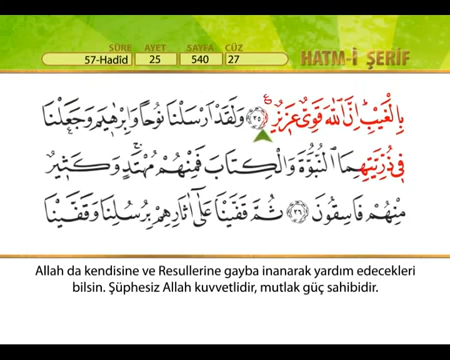 SÛRE AYET SAYFA CÜZ
57-Hadîd 25 540 27
HATM-İ ŞERİF
بِالْغَيْبِ اِنَّ اللّٰهَ قَوِيٌّ عَزِيزٌ ﴿٢٥﴾ وَلَقَدْ اَرْسَلْنَا نُوحًا وَاِبْرٰهِيمَ وَجَعَلْنَا
فِي ذُرِّيَّتِهِمَا النُّبُوَّةَ وَالْكِتَابَ فَمِنْهُمْ مُهْتَدٍ وَكَثِيرٌ
مِنْهُمْ فَاسِقُونَ ﴿٢٦﴾ ثُمَّ قَفَّيْنَا عَلٰٓى اٰثَارِهِمْ بِرُسُلِنَا وَقَفَّيْنَا
Allah da kendisine ve Resullerine gayba inanarak yardım edecekleri
bilsin. Şüphesiz Allah kuvvetlidir, mutlak güç sahibidir.